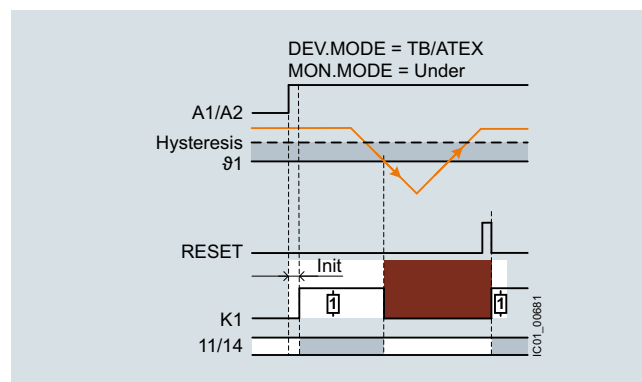 DEV.MODE = TB/ATEX
MON.MODE = Under
A1/A2
Hysteresis
ϑ1
RESET
Init
1
1
K1
11/14
IC01_00681